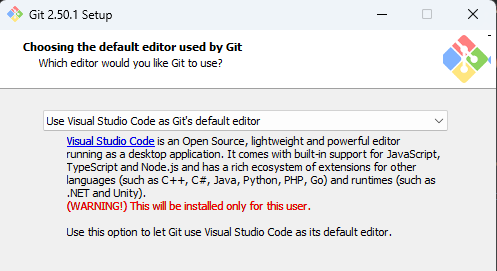 Git 2.50.1 Setup
Choosing the default editor used by Git
Which editor would you like Git to use?
Use Visual Studio Code as Git's default editor
Visual Studio Code is an Open Source, lightweight and powerful editor
running as a desktop application. It comes with built-in support for JavaScript,
TypeScript and Node.js and has a rich ecosystem of extensions for other
languages (such as C++, C#, Java, Python, PHP, Go) and runtimes (such as
.NET and Unity).
(WARNING!) This will be installed only for this user.
Use this option to let Git use Visual Studio Code as its default editor.